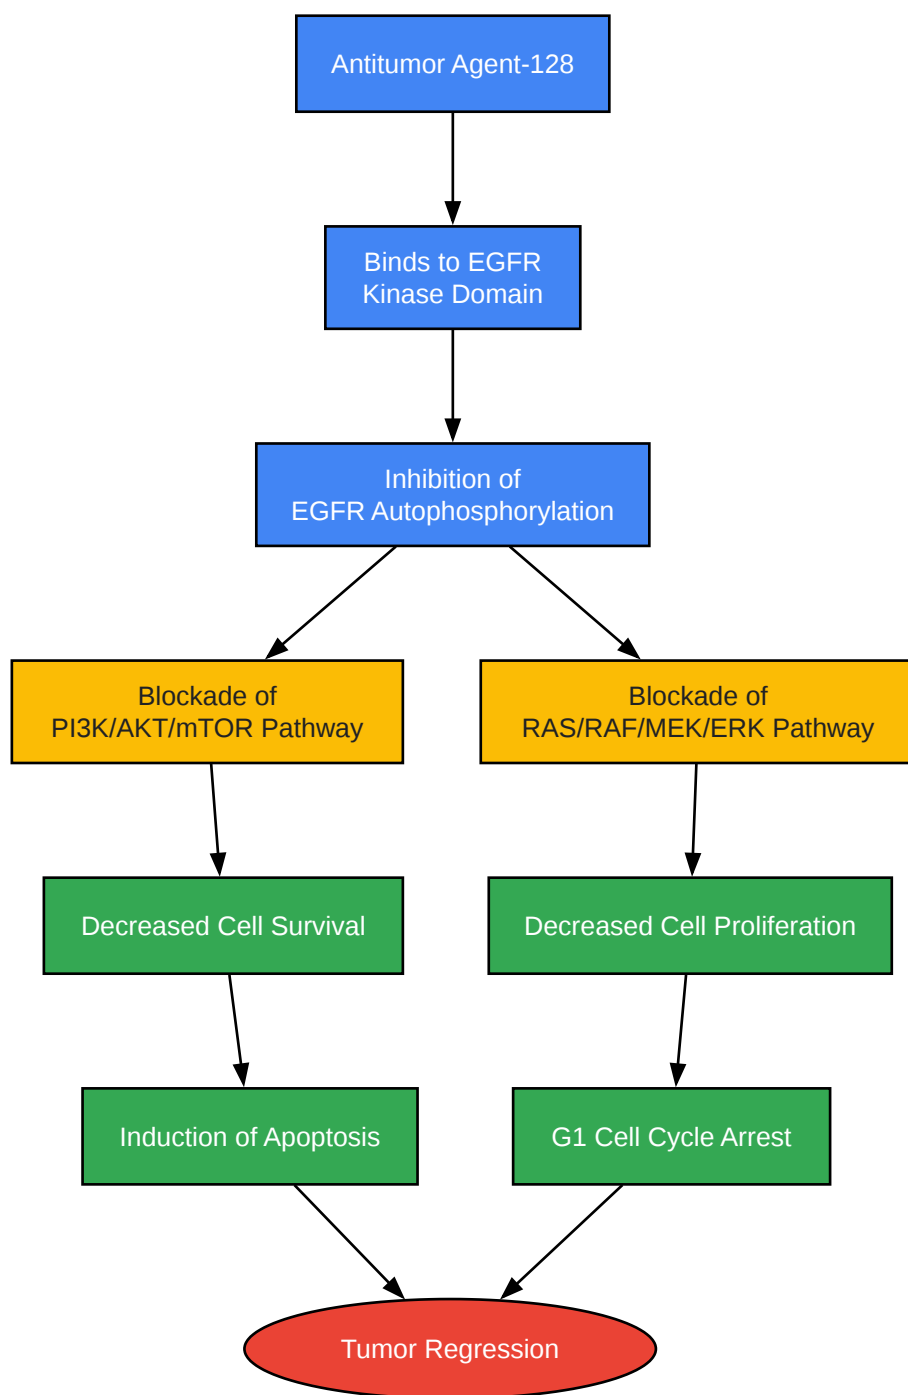 Antitumor Agent-128
Binds to EGFR
Kinase Domain
Inhibition of
EGFR Autophosphorylation
Blockade of
PI3K/AKT/mTOR Pathway
Blockade of
RAS/RAF/MEK/ERK Pathway
Decreased Cell Survival
Decreased Cell Proliferation
Induction of Apoptosis
G1 Cell Cycle Arrest
Tumor Regression